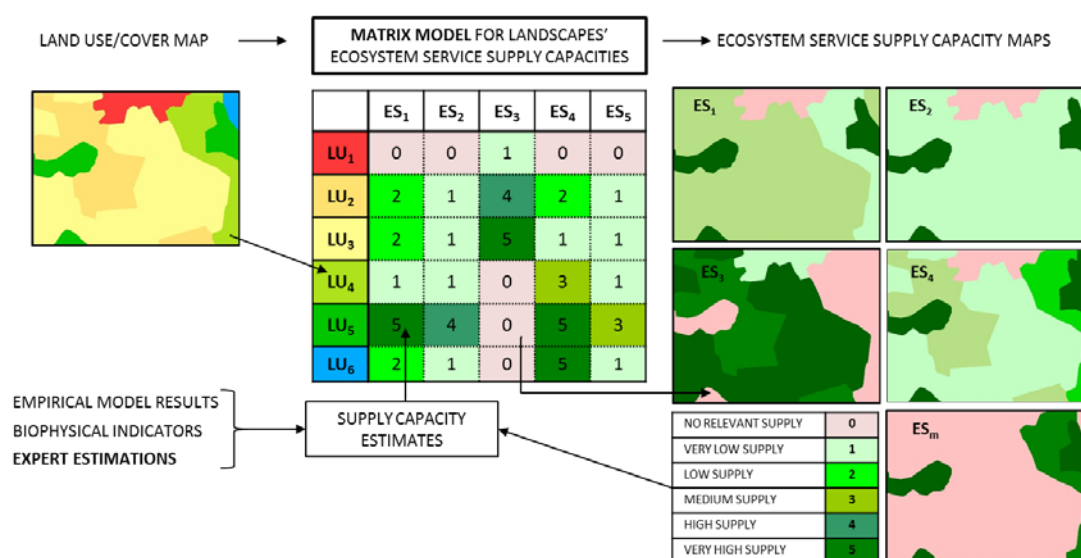 LAND USE/COVER MAP
MATRIX MODEL FOR LANDSCAPES'
ECOSYSTEM SERVICE SUPPLY CAPACITIES
ECOSYSTEM SERVICE SUPPLY CAPACITY MAPS
ES1 ES2 ES3 ES4 ES5
LU1 0 0 1 0 0
LU2 2 1 4 2 1
LU3 2 1 5 1 1
LU4 1 1 0 3 1
LU5 5 4 0 5 3
LU6 2 1 0 5 1
ES1
ES2
ES3
ES4
ESm
EMPIRICAL MODEL RESULTS
BIOPHYSICAL INDICATORS
EXPERT ESTIMATIONS
SUPPLY CAPACITY
ESTIMATES
NO RELEVANT SUPPLY 0
VERY LOW SUPPLY 1
LOW SUPPLY 2
MEDIUM SUPPLY 3
HIGH SUPPLY 4
VERY HIGH SUPPLY 5